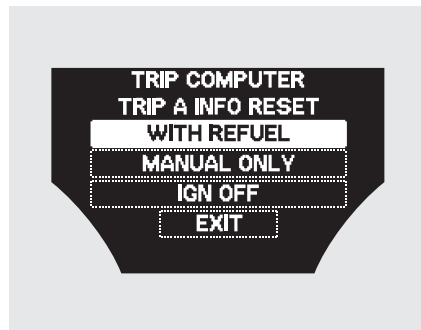 TRIP COMPUTER
TRIP A INFO RESET
WITH REFUEL
MANUAL ONLY
IGN OFF
EXIT